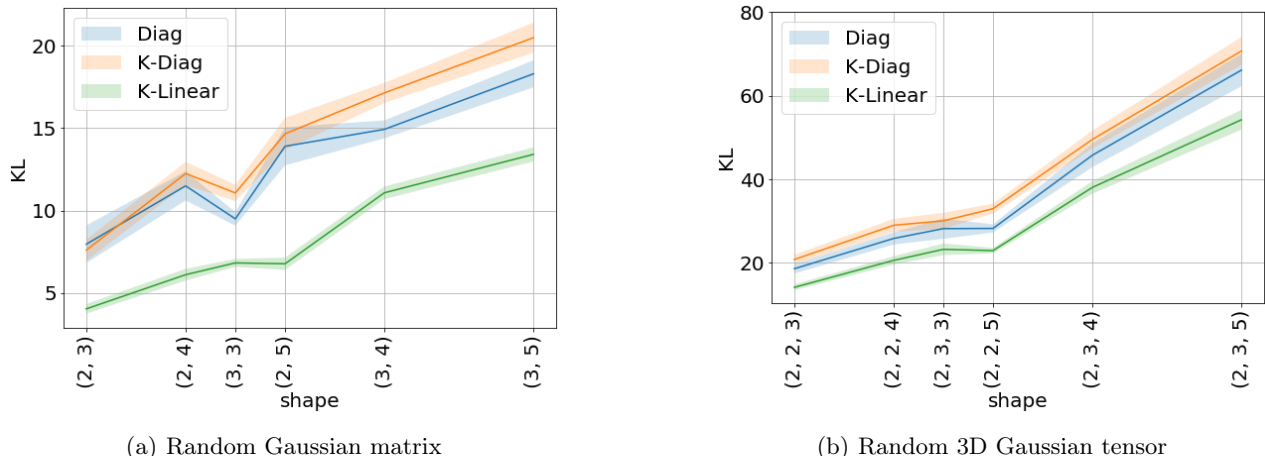 Diag
K-Diag
K-Linear
KL
20
15
10
5
(2, 3)
(2, 4)
(3, 3)
(2, 5)
(3, 4)
(3, 5)
shape
(a) Random Gaussian matrix
Diag
K-Diag
K-Linear
KL
80
60
40
20
(2, 2, 3)
(2, 2, 4)
(2, 3, 3)
(2, 2, 5)
(2, 3, 4)
(2, 3, 5)
shape
(b) Random 3D Gaussian tensor